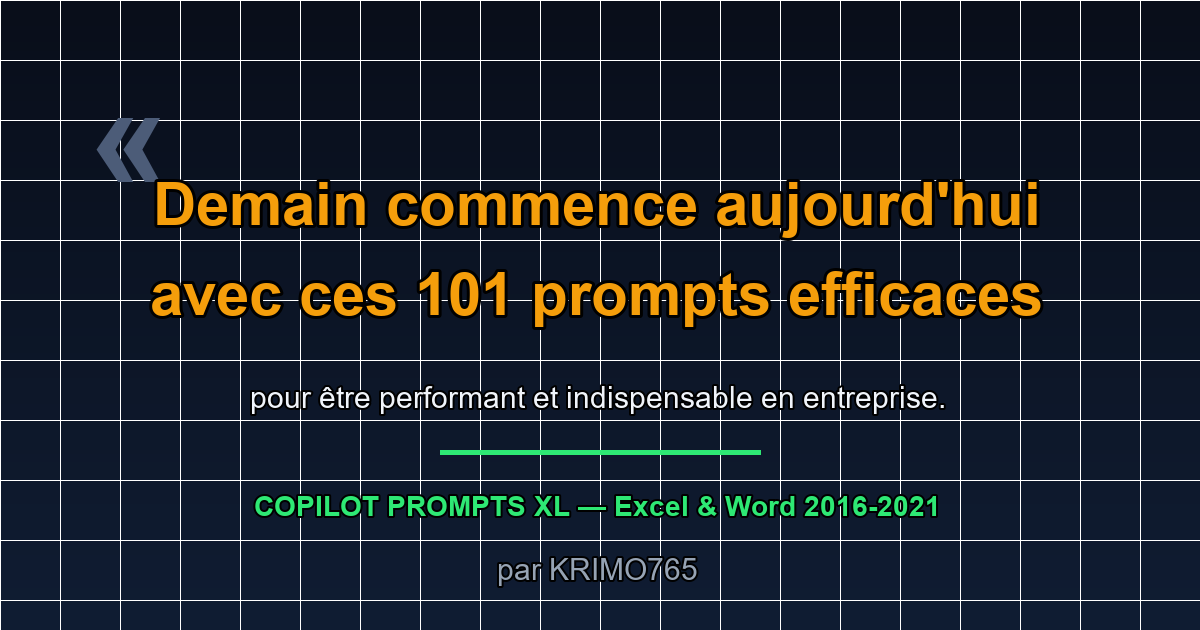 «
Demain commence aujourd'hui
avec ces 101 prompts efficaces
pour être performant et indispensable en entreprise.
COPILOT PROMPTS XL — Excel & Word 2016-2021
par KRIMO765